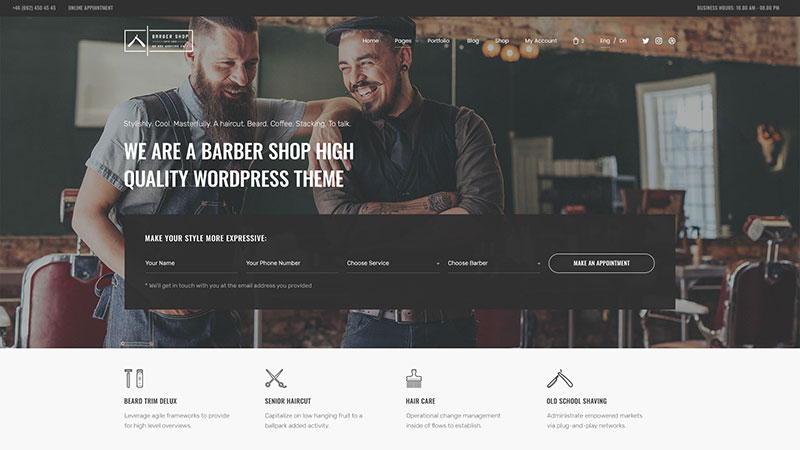 +44 (692) 450 45 45 ONLINE APPOINTMENT BUSINESS HOURS: 10.00 AM - 08.00 PM
BARBER SHOP
Home Pages Portfolio Blog Shop My Account 2 Eng / Dn
Stylishly. Cool. Masterfully. A haircut. Beard. Coffee. Stacking. To talk.
WE ARE A BARBER SHOP HIGH
QUALITY WORDPRESS THEME
MAKE YOUR STYLE MORE EXPRESSIVE:
Your Name Your Phone Number Choose Service Choose Barber MAKE AN APPOINTMENT
* We'll get in touch with you at the email address you provided
BEARD TRIM DELUX SENIOR HAIRCUT HAIR CARE OLD SCHOOL SHAVING
Leverage agile frameworks to provide Capitalize on low hanging fruit to a Operational change management Administrate empowered markets
for high level overviews. ballpark added activity. inside of flows to establish. via plug-and-play networks.